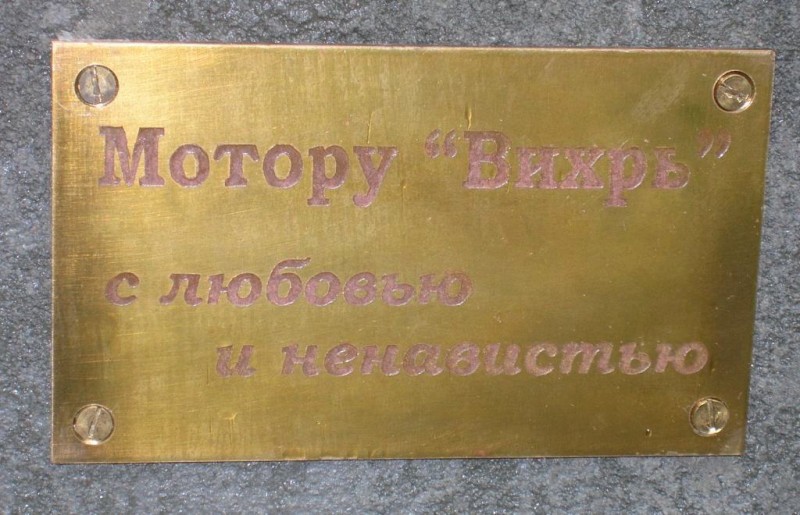 Мотору “Вихрь”
с любовью
и ненавистью